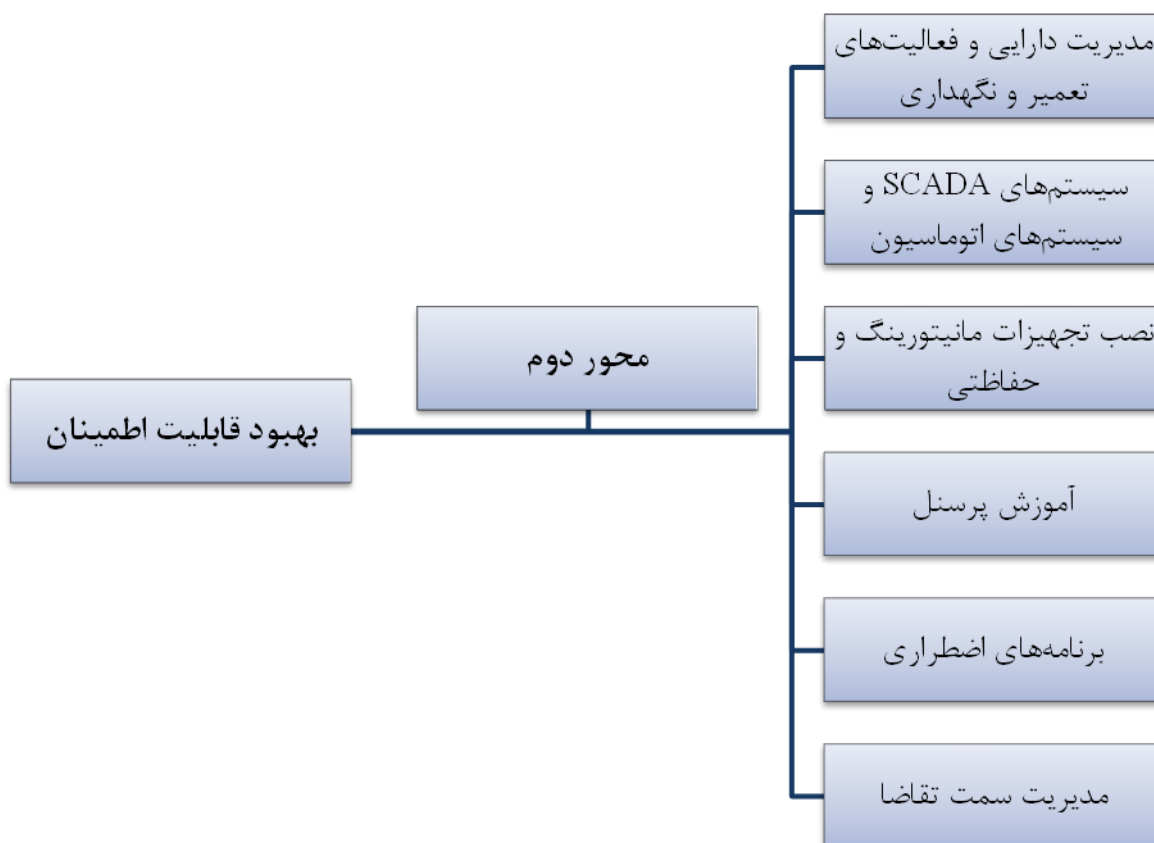 مدیریت دارایی و فعالیت‌های
تعمیر و نگهداری
سیستم‌های SCADA و
سیستم‌های اتوماسیون
نصب تجهیزات مانیتورینگ و
حفاظتی
محور دوم
بهبود قابلیت اطمینان
آموزش پرسنل
برنامه‌های اضطراری
مدیریت سمت تقاضا